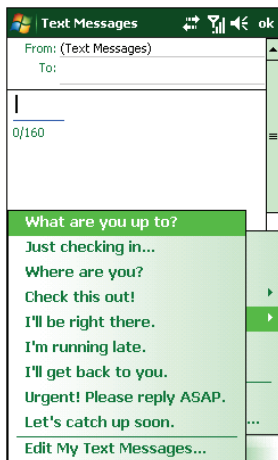 Text Messages ok
From: (Text Messages)
To:
0/160
What are you up to?
Just checking in...
Where are you?
Check this out!
I'll be right there.
I'm running late.
I'll get back to you.
Urgent! Please reply ASAP.
Let's catch up soon.
...
Edit My Text Messages...